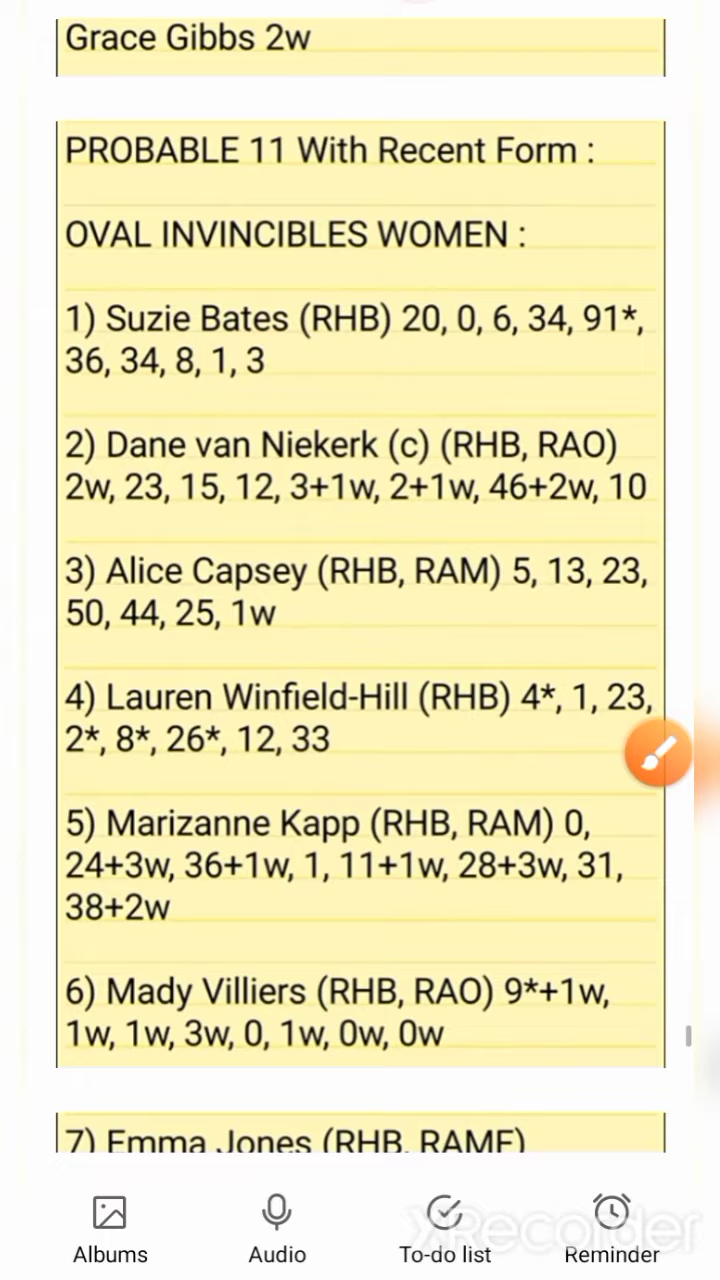 Grace Gibbs 2w
PROBABLE 11 With Recent Form :
OVAL INVINCIBLES WOMEN :
1) Suzie Bates (RHB) 20, 0, 6, 34, 91*,
36, 34, 8, 1, 3
2) Dane van Niekerk (c) (RHB, RAO)
2w, 23, 15, 12, 3+1w, 2+1w, 46+2w, 10
3) Alice Capsey (RHB, RAM) 5, 13, 23,
50, 44, 25, 1w
4) Lauren Winfield-Hill (RHB) 4*, 1, 23,
2*, 8*, 26*, 12, 33
5) Marizanne Kapp (RHB, RAM) 0,
24+3w, 36+1w, 1, 11+1w, 28+3w, 31,
38+2w
6) Mady Villiers (RHB, RAO) 9*+1w,
1w, 1w, 3w, 0, 1w, 0w, 0w
7) Emma Jones (RHB, RAMF)
XRecorder
Albums Audio To-do list Reminder